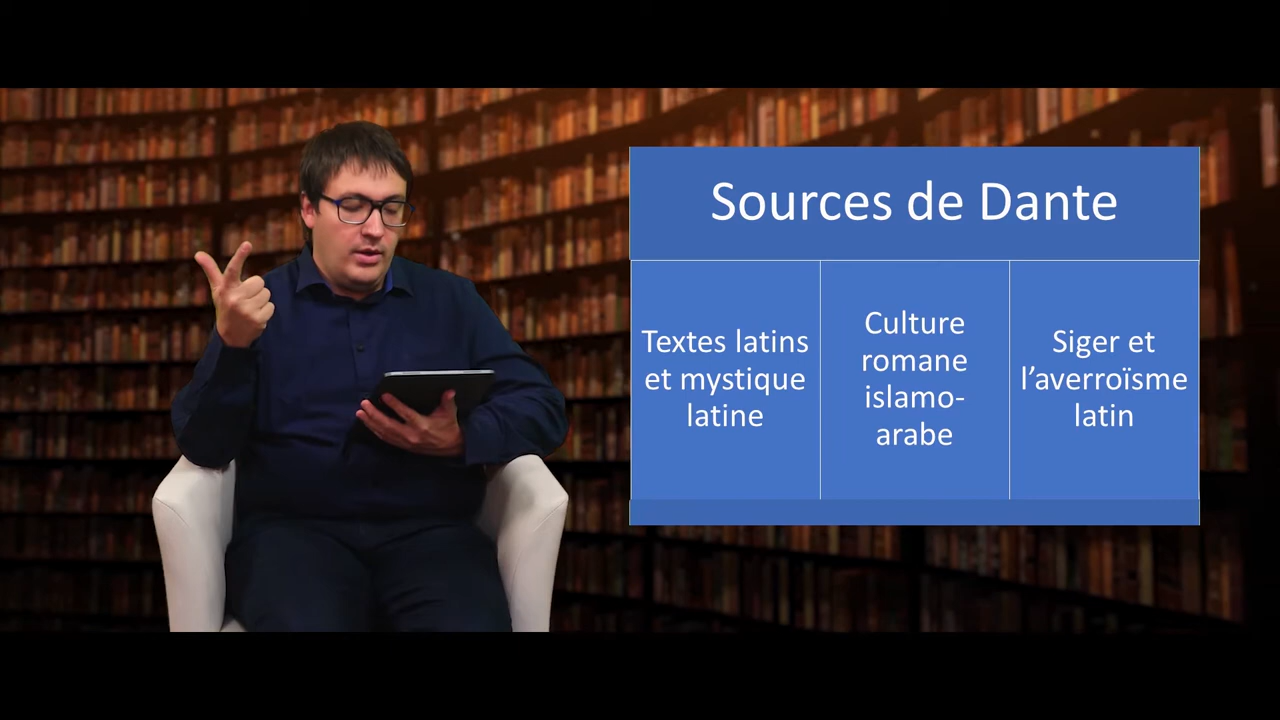 Sources de Dante
Textes latins
et mystique
latine
Culture
romane
islamo-
arabe
Siger et
l’averroïsme
latin